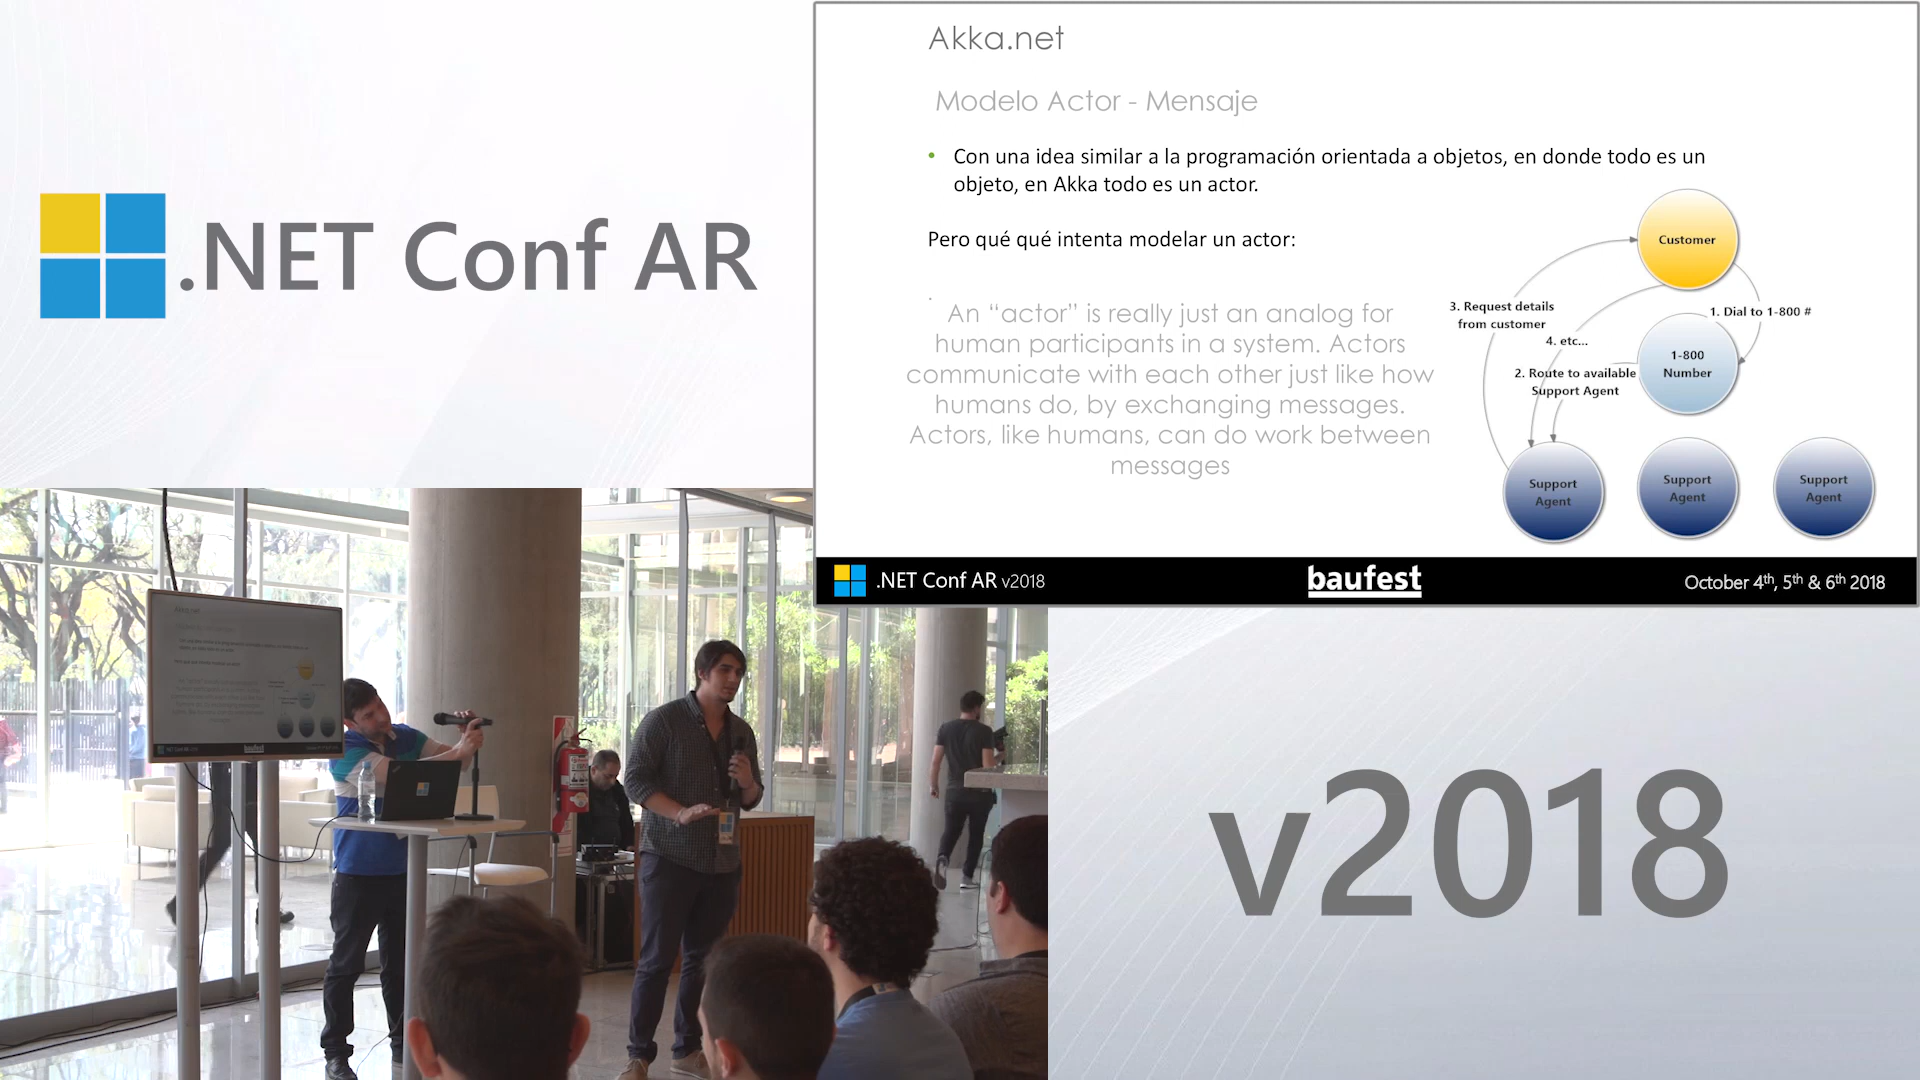 .NET Conf AR
Akka.net
Modelo Actor - Mensaje
• Con una idea similar a la programación orientada a objetos, en donde todo es un
objeto, en Akka todo es un actor.
Pero qué qué intenta modelar un actor:
An “actor” is really just an analog for
human participants in a system. Actors
communicate with each other just like how
humans do, by exchanging messages.
Actors, like humans, can do work between
messages
Customer
1. Dial to 1-800 #
3. Request details
from customer
4. etc...
1-800
Number
2. Route to available
Support Agent
Support
Agent
Support
Agent
Support
Agent
.NET Conf AR v2018
baufest
October 4th, 5th & 6th 2018
Akka.net
baufest
v2018